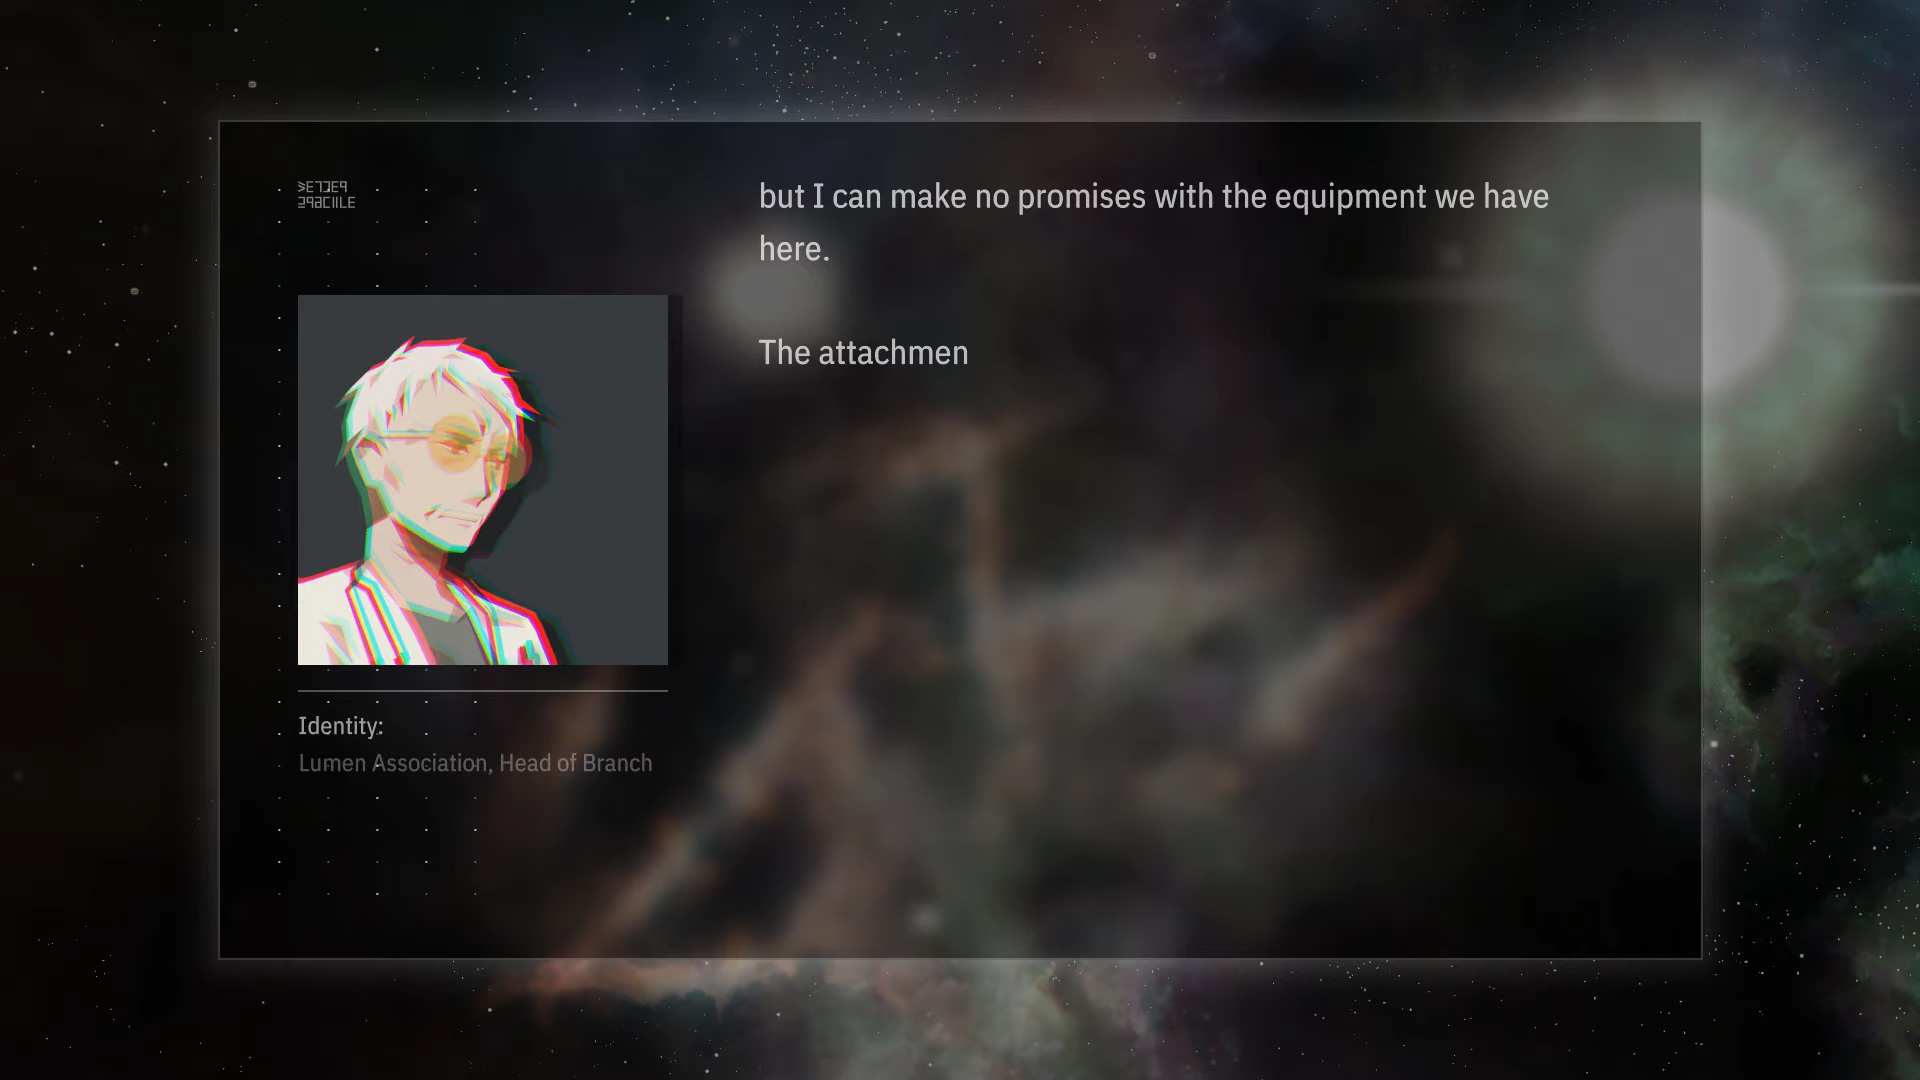 but I can make no promises with the equipment we have
here.
The attachmen
Identity:
Lumen Association, Head of Branch